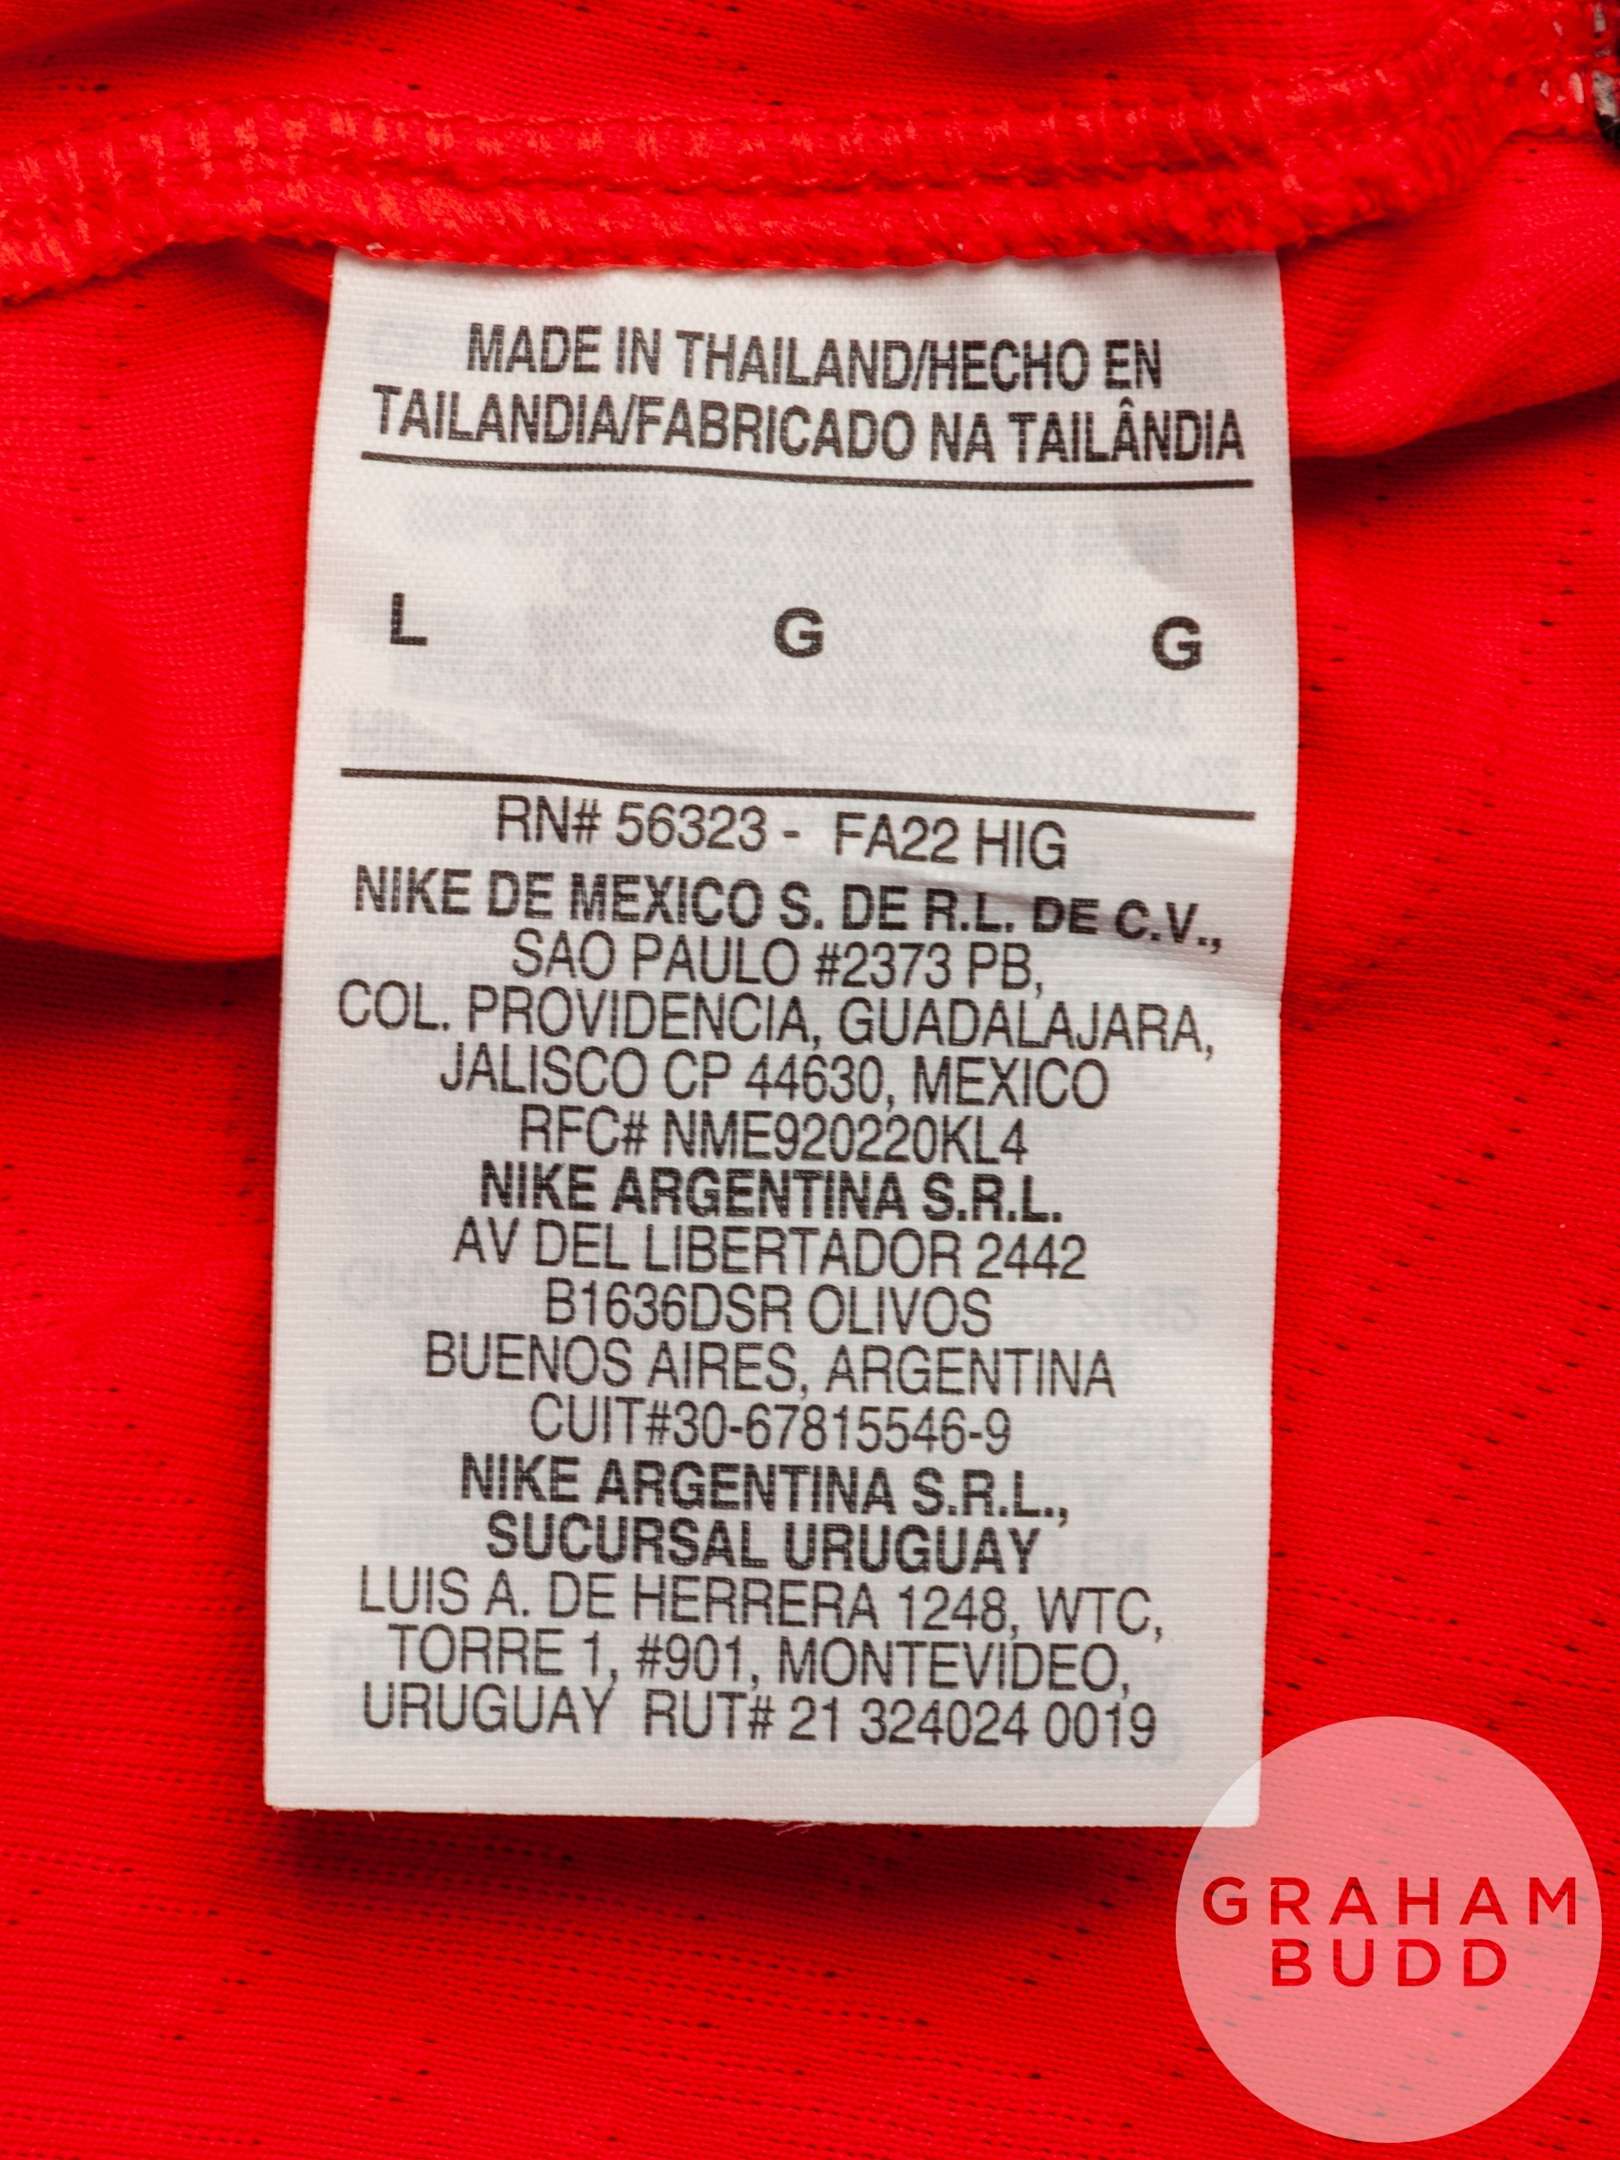 MADE IN THAILAND/HECHO EN
TAILANDIA/FABRICADO NA TAILÂNDIA
L G G
RN# 56323 - FA22 HIG
NIKE DE MEXICO S. DE R.L. DE C.V.,
SAO PAULO #2373 PB,
COL. PROVIDENCIA, GUADALAJARA,
JALISCO CP 44630, MEXICO
RFC# NME920220KL4
NIKE ARGENTINA S.R.L.
AV DEL LIBERTADOR 2442
B1636DSR OLIVOS
BUENOS AIRES, ARGENTINA
CUIT#30-67815546-9
NIKE ARGENTINA S.R.L.,
SUCURSAL URUGUAY
LUIS A. DE HERRERA 1248, WTC,
TORRE 1, #901, MONTEVIDEO,
URUGUAY RUT# 21 324024 0019
GRAHAM
BUDD